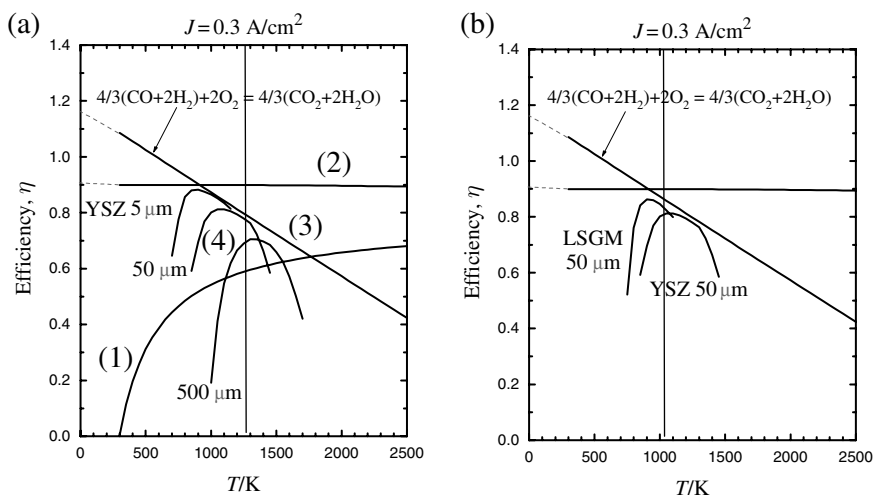 (a)
J = 0.3 A/cm²
1.4
1.2
1.0
0.8
0.6
0.4
0.2
0.0
Efficiency, η
4/3(CO+2H₂)+2O₂ = 4/3(CO₂+2H₂O)
(2)
YSZ 5 μm
(3)
(4)
50 μm
(1)
500 μm
0 500 1000 1500 2000 2500
T/K
(b)
J = 0.3 A/cm²
1.4
1.2
1.0
0.8
0.6
0.4
0.2
0.0
Efficiency, η
4/3(CO+2H₂)+2O₂ = 4/3(CO₂+2H₂O)
LSGM
50 μm
YSZ 50 μm
0 500 1000 1500 2000 2500
T/K